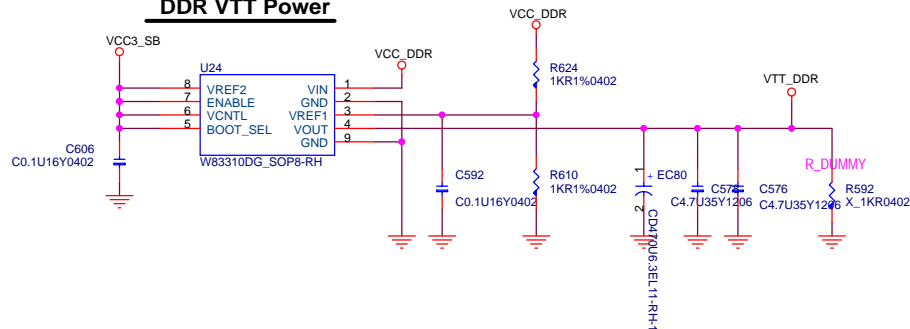 DDR VTT Power
VCC3_SB
VCC_DDR
VCC_DDR
VTT_DDR
U24
8 VREF2 VIN 1
7 ENABLE GND 2
6 VCNTL VREF1 3
5 BOOT_SEL VOUT 4
GND 9
W83310DG_SOP8-RH
C606
C0.1U16Y0402
R624
1KR1%0402
C592
C0.1U16Y0402
R610
1KR1%0402
1
+ EC80
2
CD470U6.3EL11-RH-1
C4.7U35Y1206
C576
C4.7U35Y1206
R_DUMMY
R592
X_1KR0402